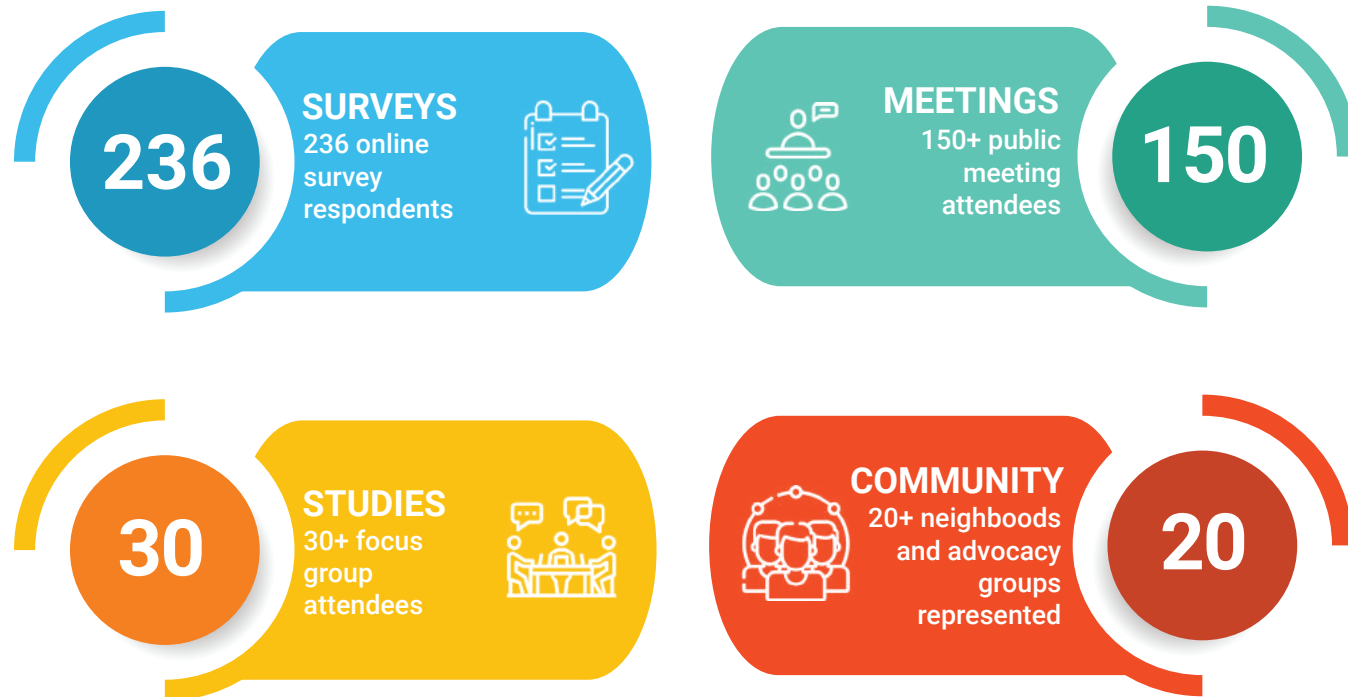 236
SURVEYS
236 online
survey
respondents
MEETINGS
150+ public
meeting
attendees
150
30
STUDIES
30+ focus
group
attendees
COMMUNITY
20+ neighboods
and advocacy
groups
represented
20